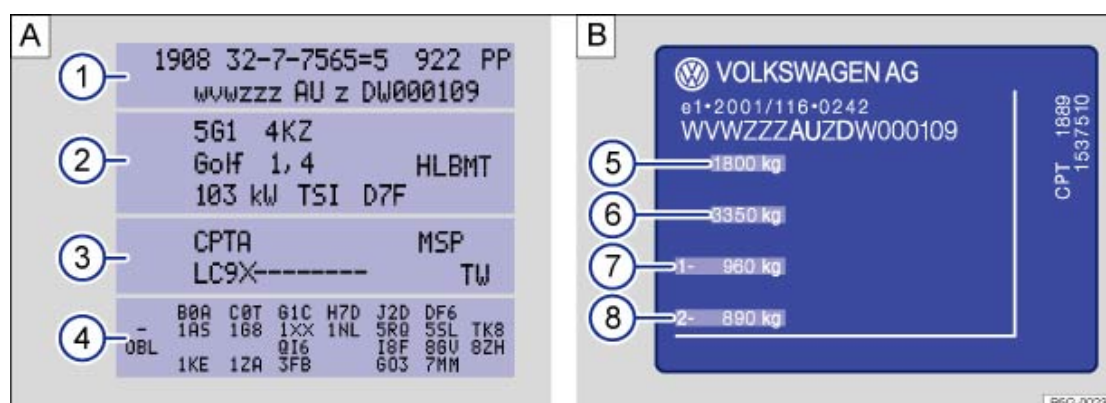 A
1
1908 32-7-7565=5 922 PP
WVWZZZ AU Z DW000109
2
5G1 4KZ
Golf 1,4 HLBMT
103 kW TSI D7F
3
CPTA MSP
LC9X-------- TW
4
B0A C0T G1C H7D J2D DF6
- 1AS 1G8 1XX 1NL 5RQ 5SL TK8
0BL QI6 I8F 8GV 8ZH
1KE 1ZA 3FB G03 7MM
B
VOLKSWAGEN AG
e1•2001/116•0242
WVWZZZAUZDW000109
5
1800 kg
6
3350 kg
7
1- 960 kg
8
2- 890 kg
CPT 1889
1537510